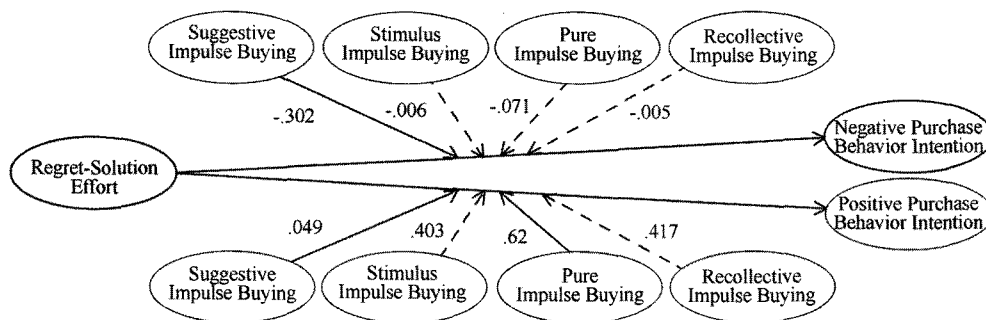 Suggestive
Impulse Buying
Stimulus
Impulse Buying
Pure
Impulse Buying
Recollective
Impulse Buying
-.302
-.006
-.071
-.005
Negative Purchase
Behavior Intention
Regret-Solution
Effort
Positive Purchase
Behavior Intention
.049
.403
.62
.417
Suggestive
Impulse Buying
Stimulus
Impulse Buying
Pure
Impulse Buying
Recollective
Impulse Buying